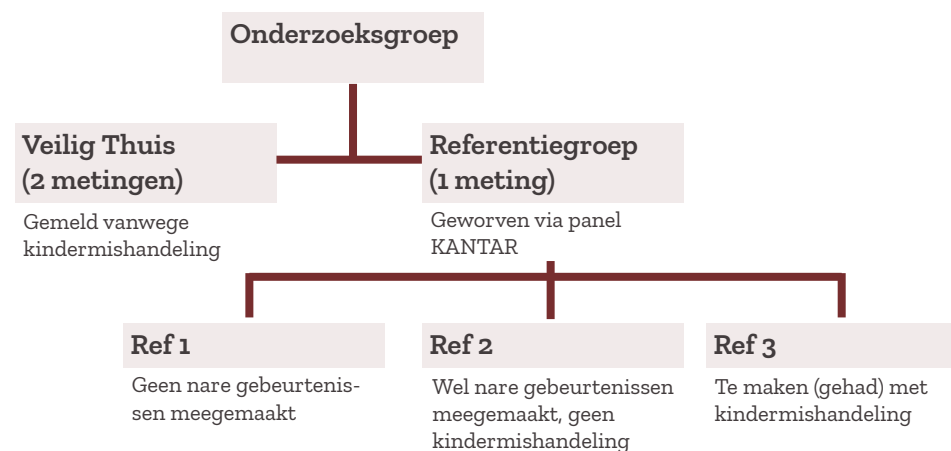 Onderzoeksgroep
Veilig Thuis
(2 metingen)
Gemeld vanwege
kindermishandeling
Referentiegroep
(1 meting)
Geworven via panel
KANTAR
Ref 1
Geen nare gebeurtenis-
sen meegemaakt
Ref 2
Wel nare gebeurtenissen
meegemaakt, geen
kindermishandeling
Ref 3
Te maken (gehad) met
kindermishandeling